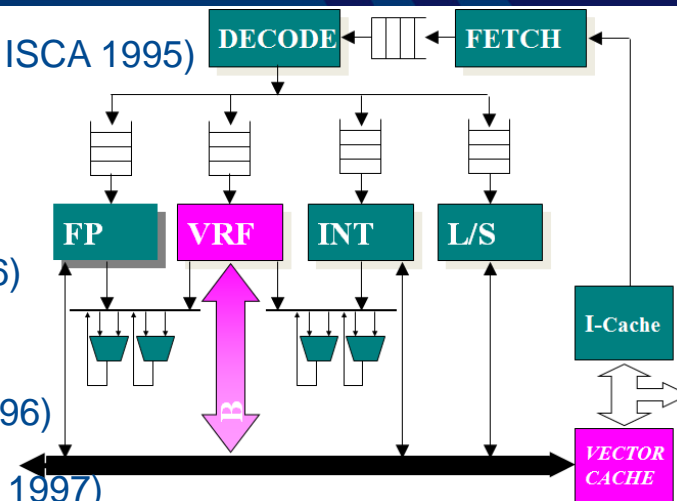 ISCA 1995)
DECODE
FETCH
FP
VRF
INT
L/S
6)
I-Cache
B
96)
VECTOR
CACHE
1997)